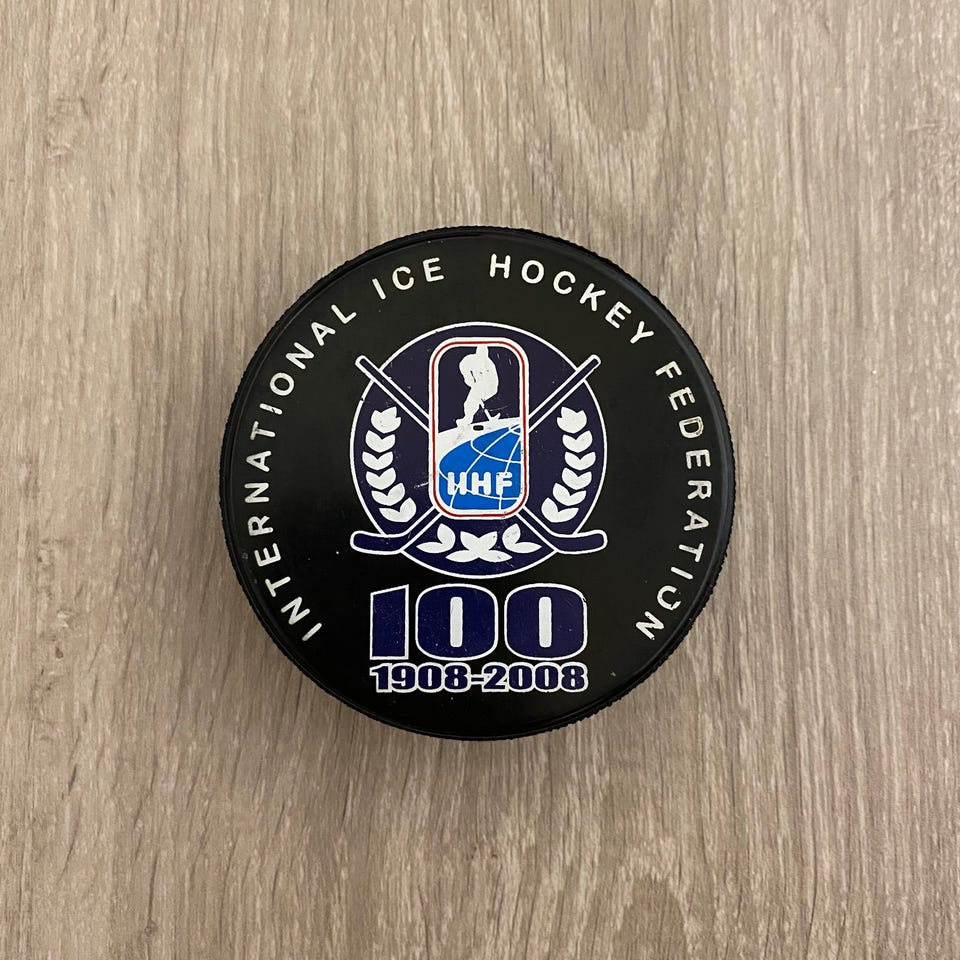 INTERNATIONAL ICE HOCKEY FEDERATION
IIHF
100
1908-2008